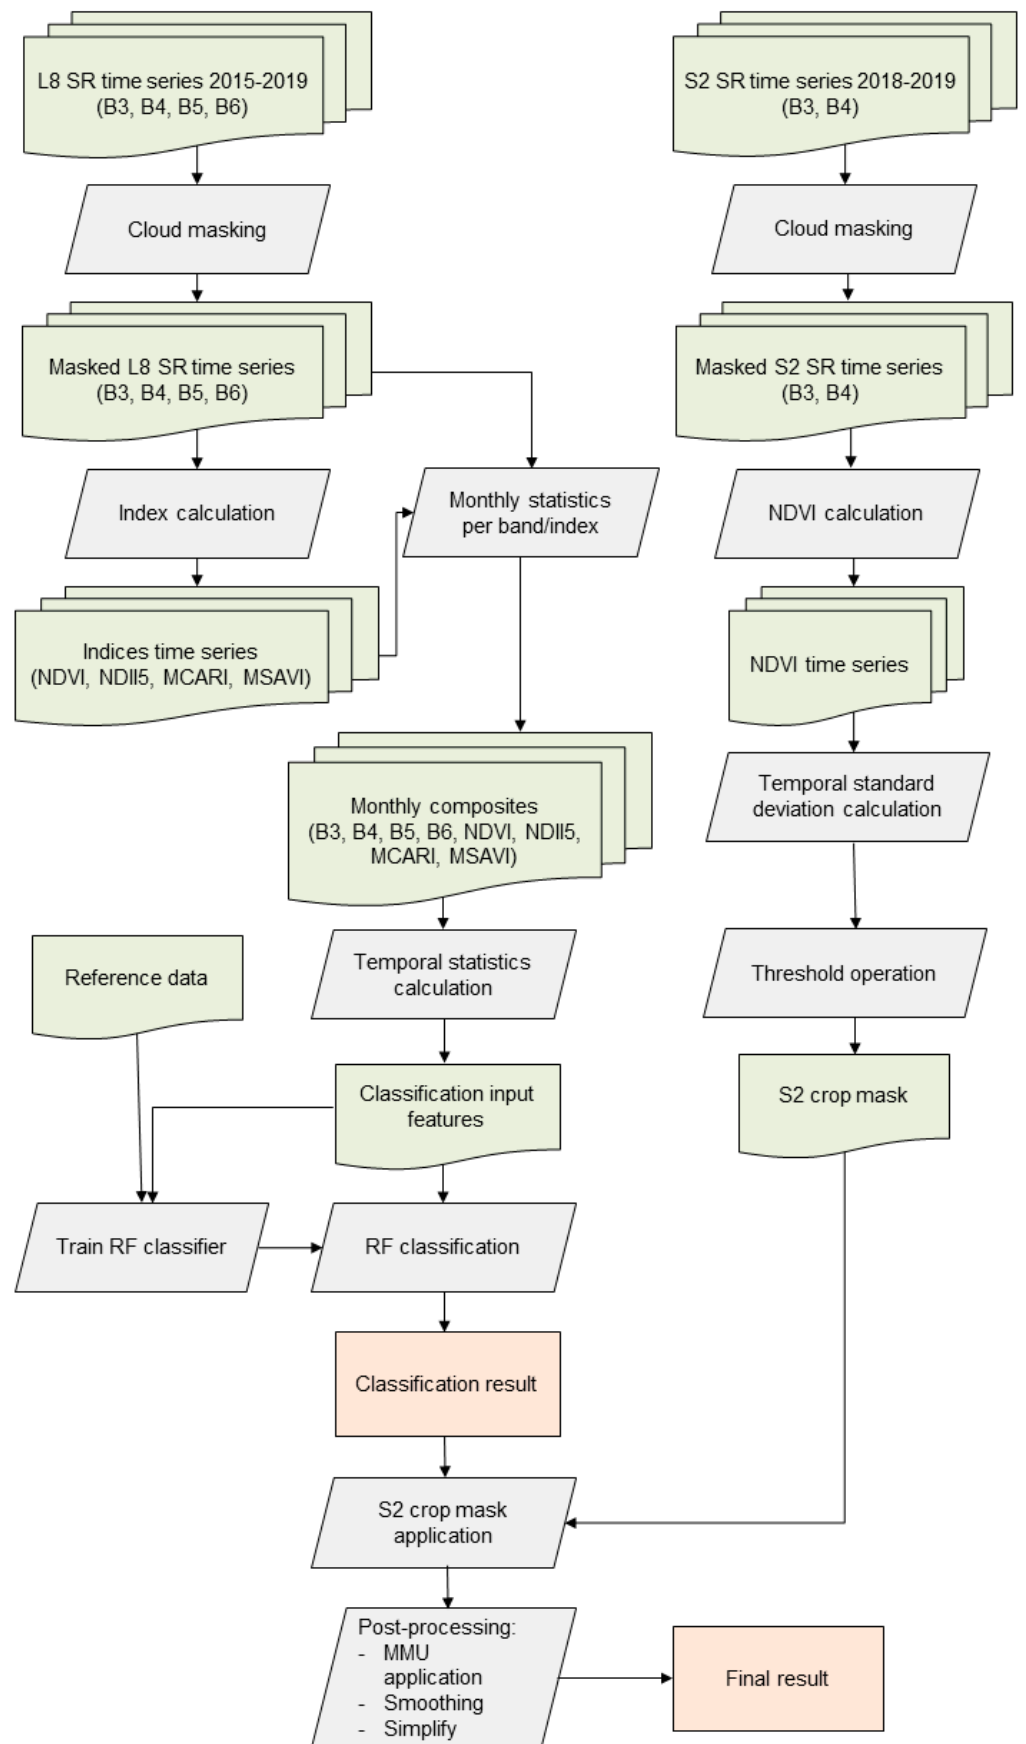 L8 SR time series 2015-2019
(B3, B4, B5, B6)
S2 SR time series 2018-2019
(B3, B4)
Cloud masking
Cloud masking
Masked L8 SR time series
(B3, B4, B5, B6)
Masked S2 SR time series
(B3, B4)
Index calculation
Monthly statistics
per band/index
NDVI calculation
Indices time series
(NDVI, NDII5, MCARI, MSAVI)
NDVI time series
Monthly composites
(B3, B4, B5, B6, NDVI, NDII5,
MCARI, MSAVI)
Temporal standard
deviation calculation
Reference data
Temporal statistics
calculation
Threshold operation
Classification input
features
S2 crop mask
Train RF classifier
RF classification
Classification result
S2 crop mask
application
Post-processing:
- MMU
application
- Smoothing
- Simplify
Final result